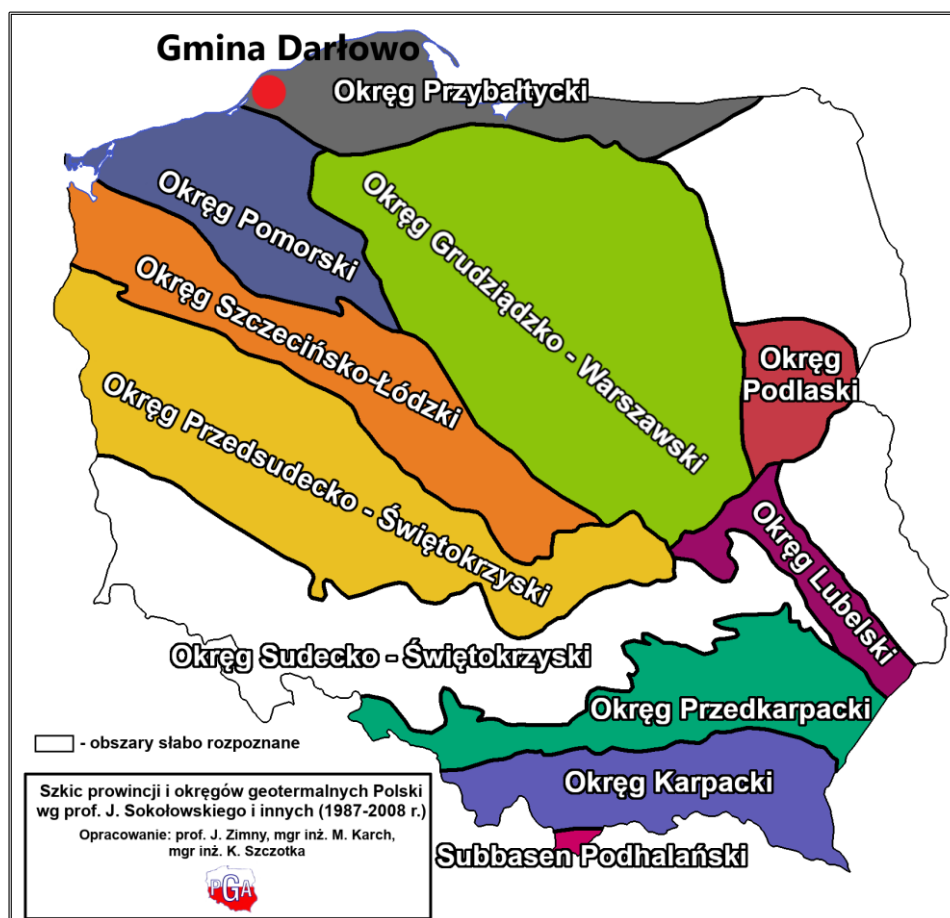 Gmina Darłowo
Okręg Przybałtycki
Okręg Pomorski
Okręg Grudziądzko - Warszawski
Okręg Szczecińsko-Łódzki
Okręg
Podlaski
Okręg Przedsudecko - Świętokrzyski
Okręg Lubelski
Okręg Sudecko - Świętokrzyski
Okręg Przedkarpacki
- obszary słabo rozpoznane
Okręg Karpacki
Subbasen Podhalański
Szkic prowincji i okręgów geotermalnych Polski
wg prof. J. Sokołowskiego i innych (1987-2008 r.)
Opracowanie: prof. J. Zimny, mgr inż. M. Karch,
mgr inż. K. Szczotka
PGA